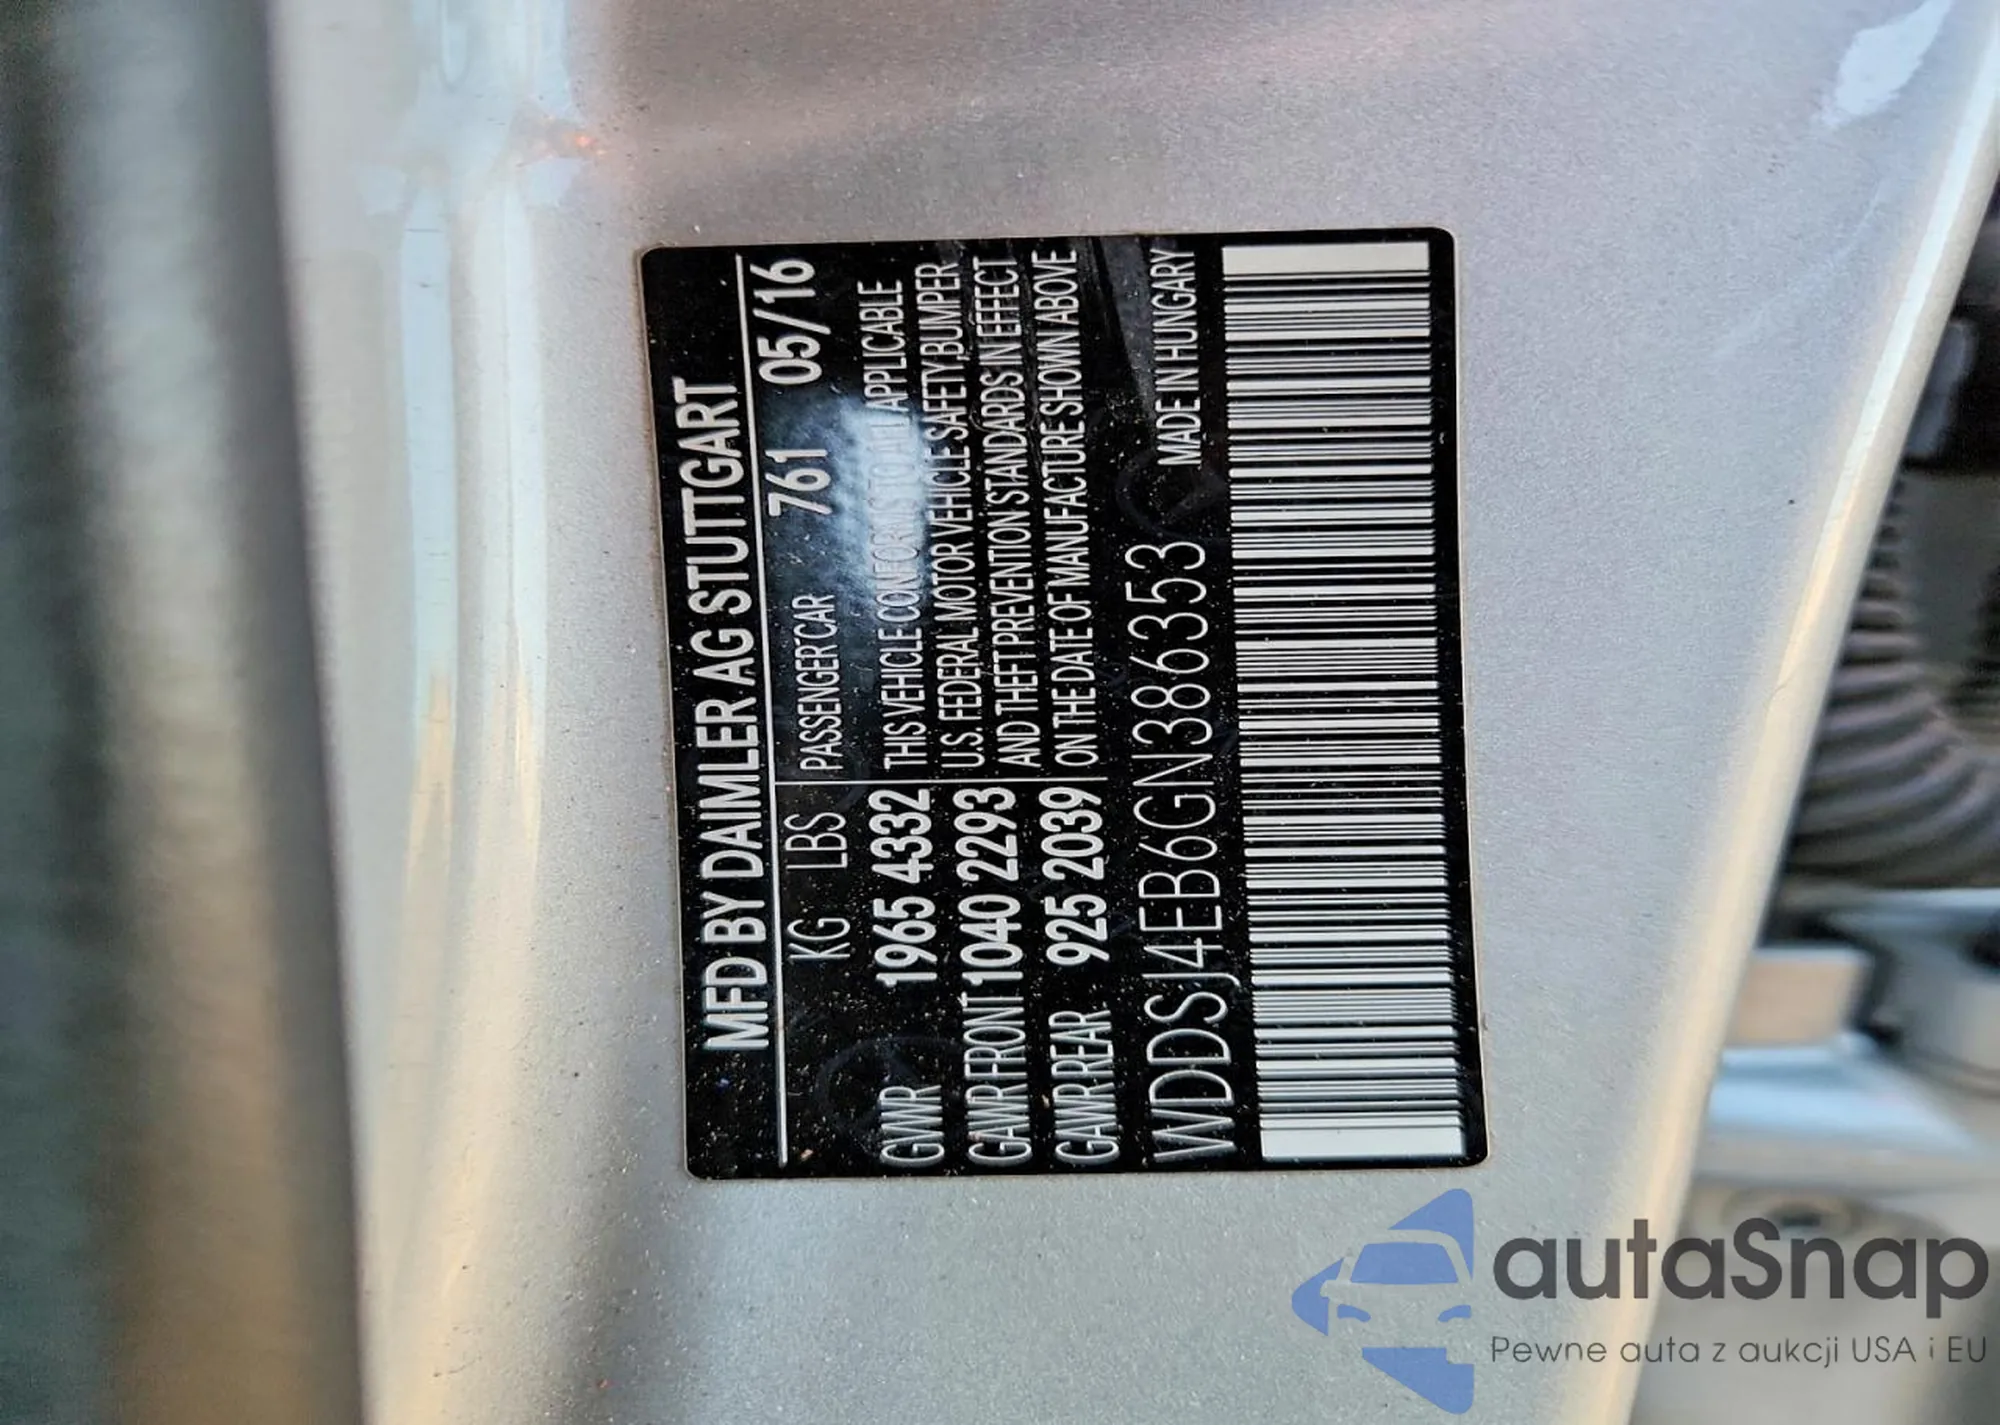 MFD BY DAIMLER AG STUTTGART
KG LBS PASSENGER CAR 761 05/16
GVWR 1965 4332 THIS VEHICLE CONFORMS TO ALL APPLICABLE
GAWR FRONT 1040 2293 U.S. FEDERAL MOTOR VEHICLE SAFETY, BUMPER
AND THEFT PREVENTION STANDARDS IN EFFECT
GAWR REAR 925 2039 ON THE DATE OF MANUFACTURE SHOWN ABOVE
WDDSJ4EB6GN386353 MADE IN HUNGARY
autaSnap
Pewne auta z aukcji USA i EU